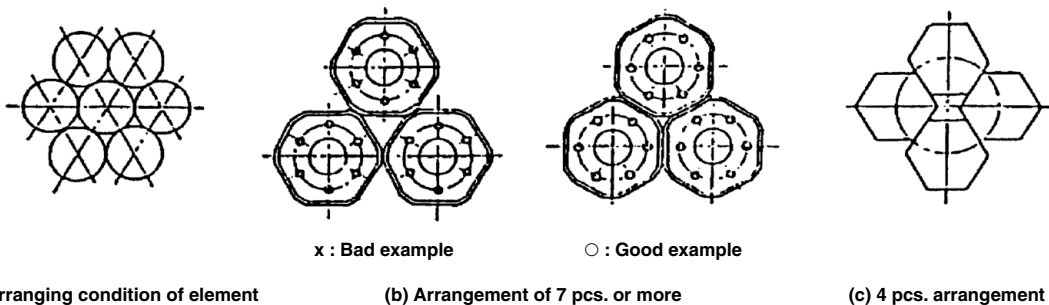 x : Bad example
○ : Good example
rranging condition of element
(b) Arrangement of 7 pcs. or more
(c) 4 pcs. arrangement